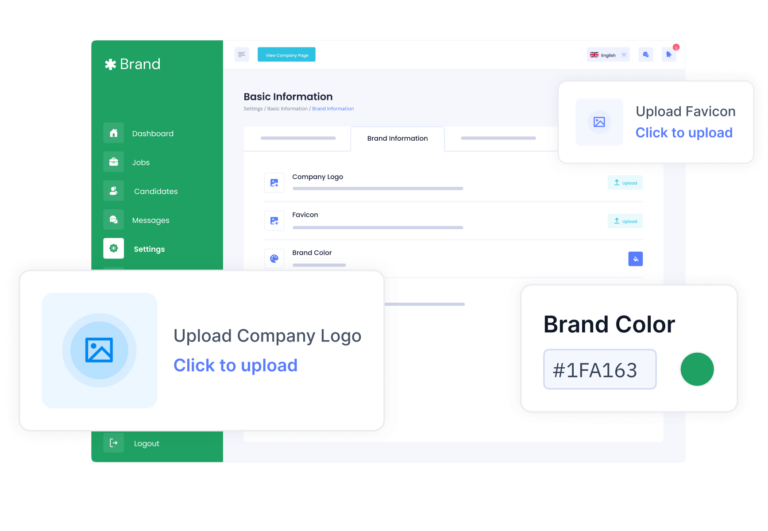 Brand
View Company Page
English
Basic Information
Settings / Basic Information / Brand Information
Upload Favicon
Click to upload
Dashboard
Jobs
Candidates
Messages
Settings
Logout
Brand Information
Company Logo
Upload
Favicon
Upload
Brand Color
Upload Company Logo
Click to upload
Brand Color
#1FA163